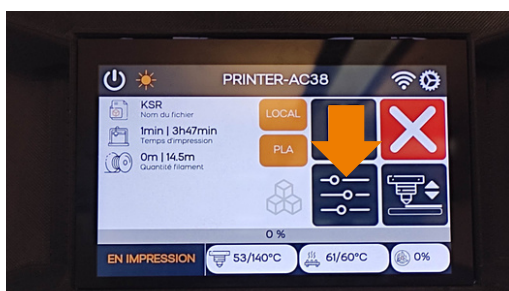 PRINTER-AC38
KSR
Nom du fichier
LOCAL
1min | 3h47min
Temps d'impression
PLA
0m | 14.5m
Quantité filament
0 %
EN IMPRESSION
53/140°C
61/60°C
0%